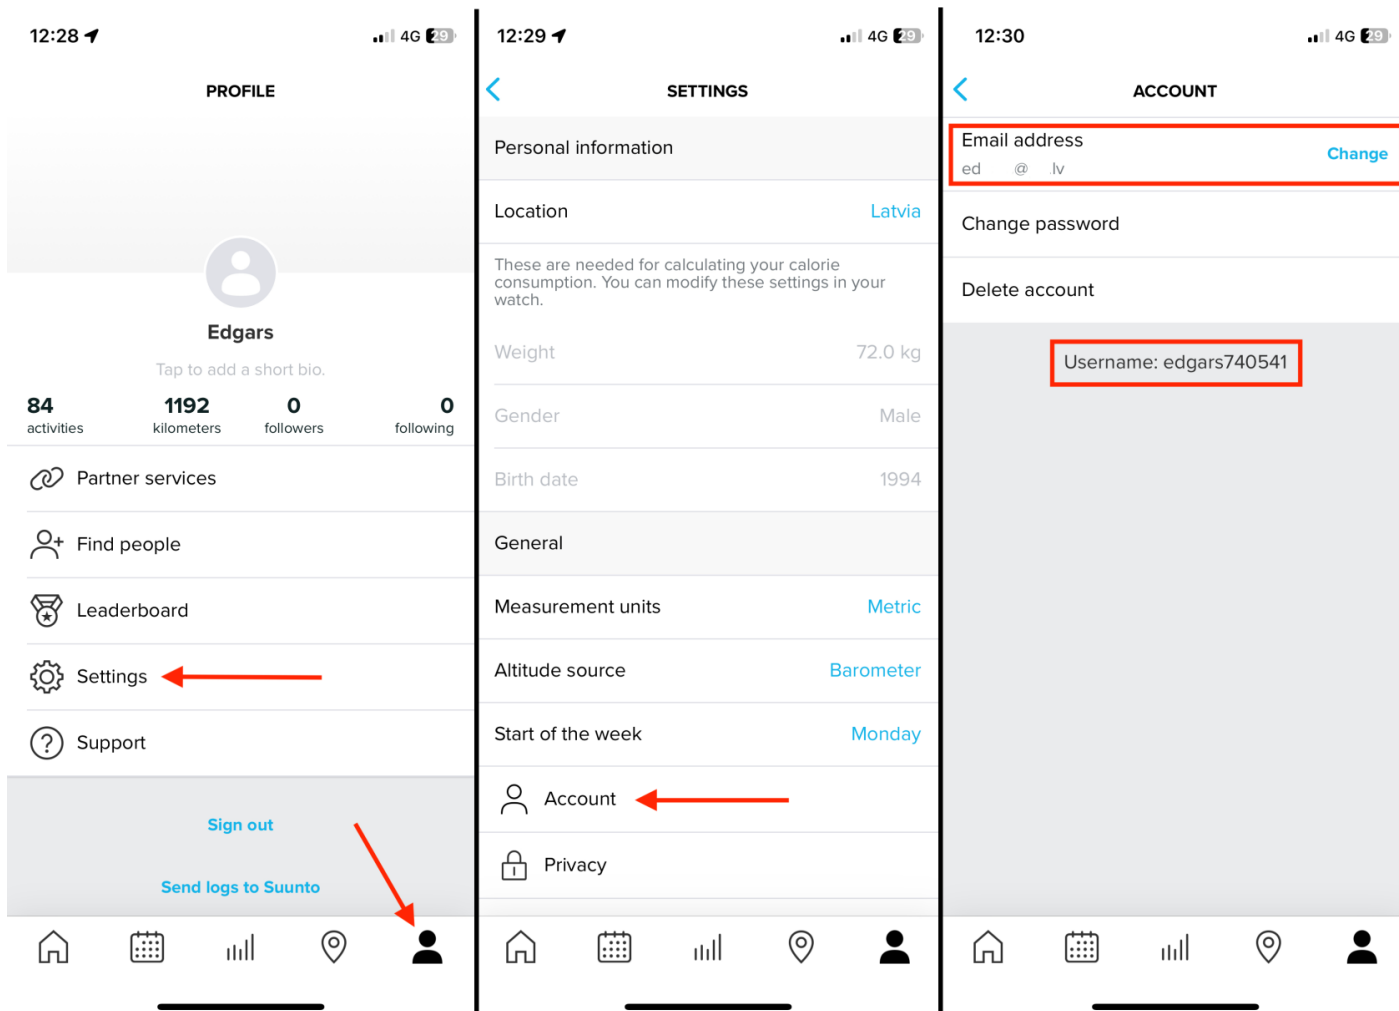 12:28
4G 29
PROFILE
Edgars
Tap to add a short bio.
84 1192 0 0
activities kilometers followers following
Partner services
Find people
Leaderboard
Settings
Support
Sign out
Send logs to Suunto
12:29
4G 29
SETTINGS
Personal information
Location Latvia
These are needed for calculating your calorie
consumption. You can modify these settings in your
watch.
Weight 72.0 kg
Gender Male
Birth date 1994
General
Measurement units Metric
Altitude source Barometer
Start of the week Monday
Account
Privacy
12:30
4G 29
ACCOUNT
Email address
Change
ed @ .lv
Change password
Delete account
Username: edgars740541